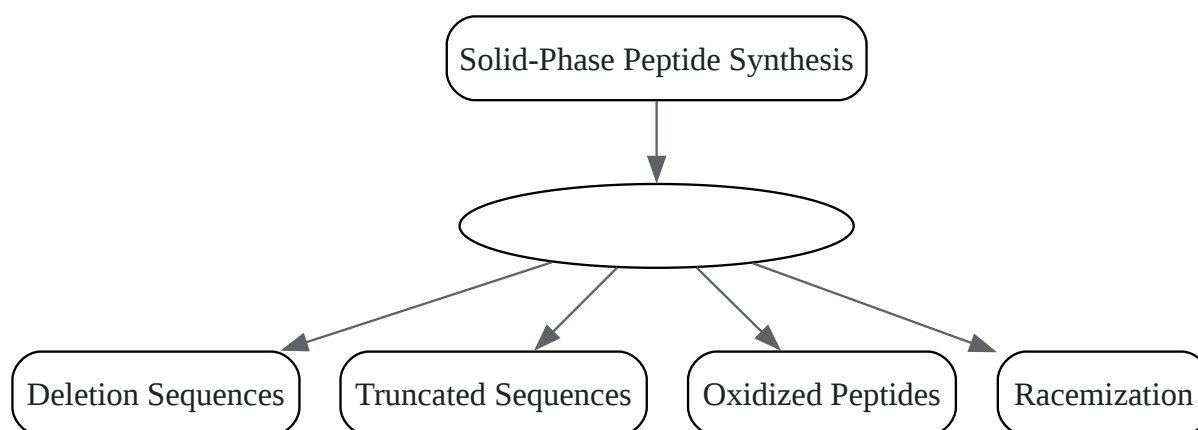 Solid-Phase Peptide Synthesis
Deletion Sequences
Truncated Sequences
Oxidized Peptides
Racemization